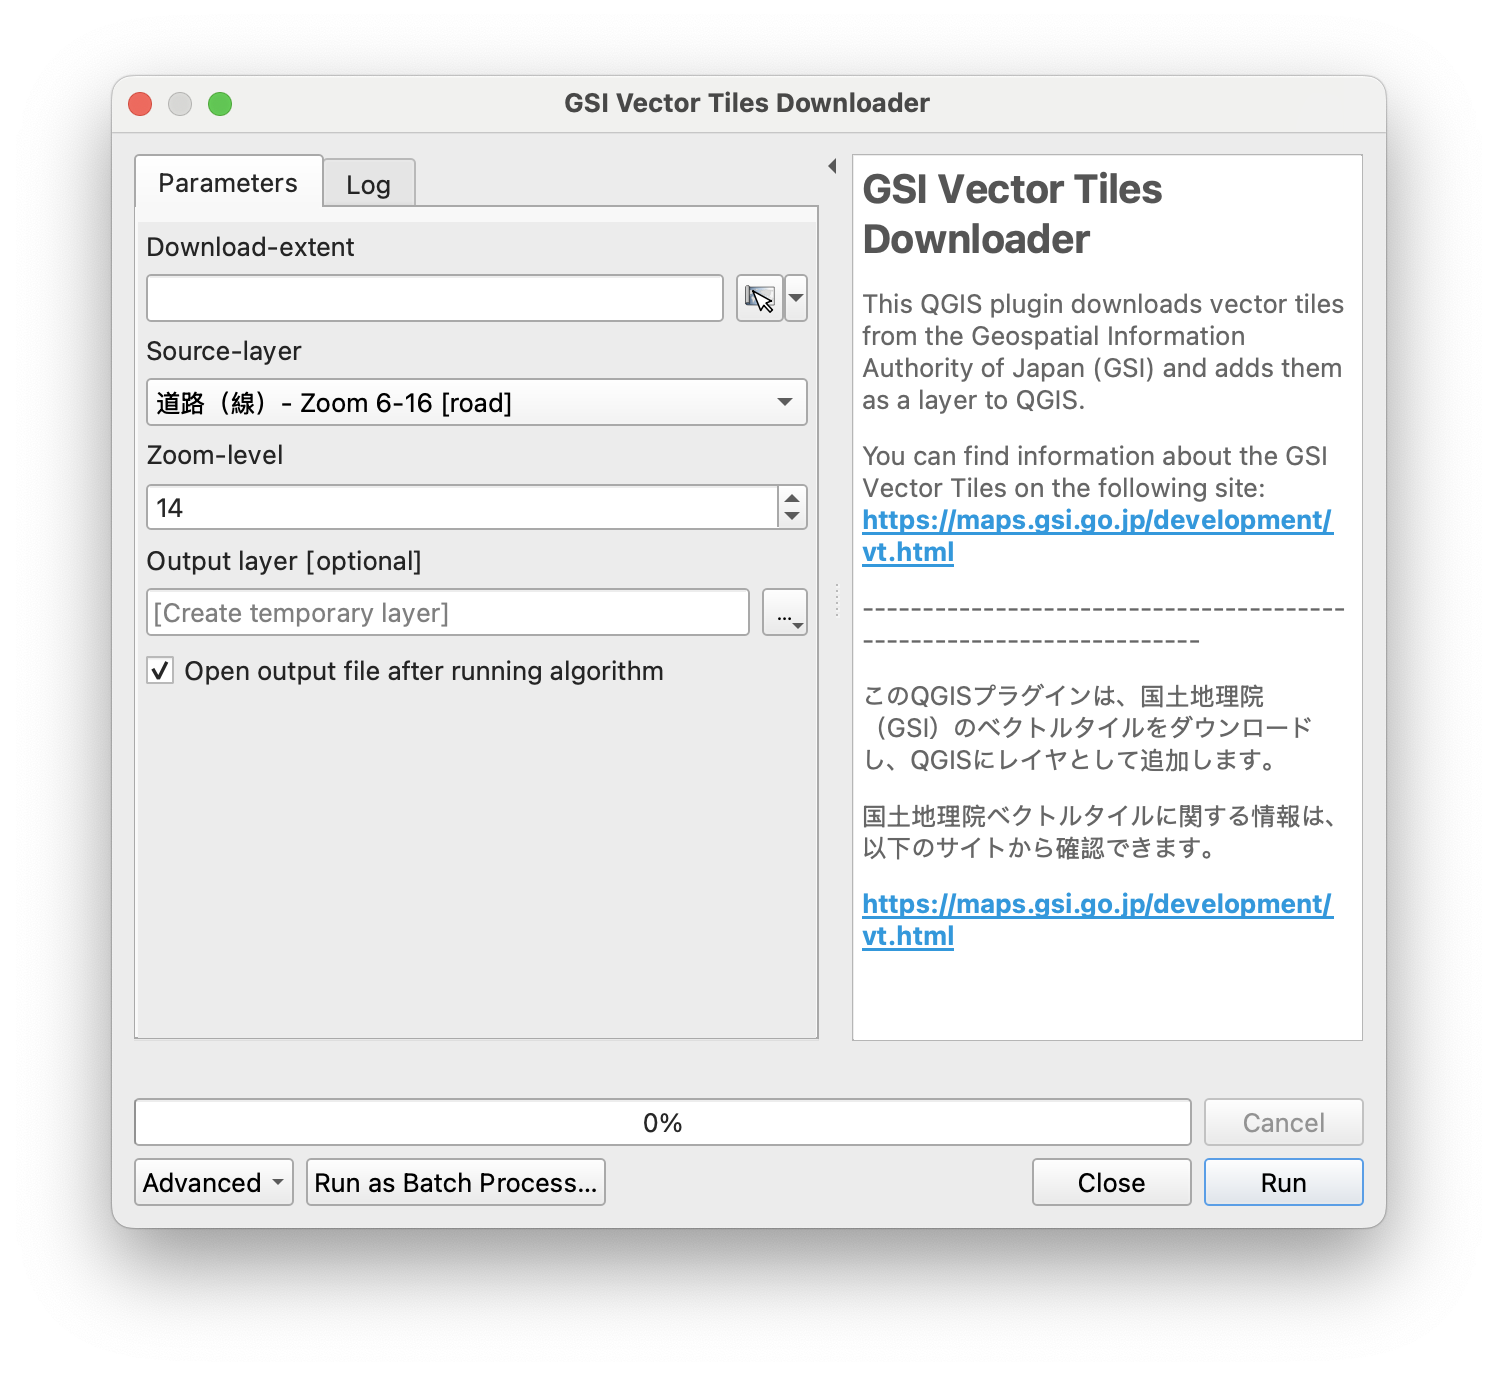 GSI Vector Tiles Downloader
Parameters
Log
Download-extent
Source-layer
道路（線）- Zoom 6-16 [road]
Zoom-level
14
Output layer [optional]
[Create temporary layer]
...
Open output file after running algorithm
GSI Vector Tiles
Downloader
This QGIS plugin downloads vector tiles
from the Geospatial Information
Authority of Japan (GSI) and adds them
as a layer to QGIS.
You can find information about the GSI
Vector Tiles on the following site:
https://maps.gsi.go.jp/development/
vt.html
----------------------------------------
----------------------------
このQGISプラグインは、国土地理院
（GSI）のベクトルタイルをダウンロード
し、QGISにレイヤとして追加します。
国土地理院ベクトルタイルに関する情報は、
以下のサイトから確認できます。
https://maps.gsi.go.jp/development/
vt.html
0%
Cancel
Advanced
Run as Batch Process...
Close
Run